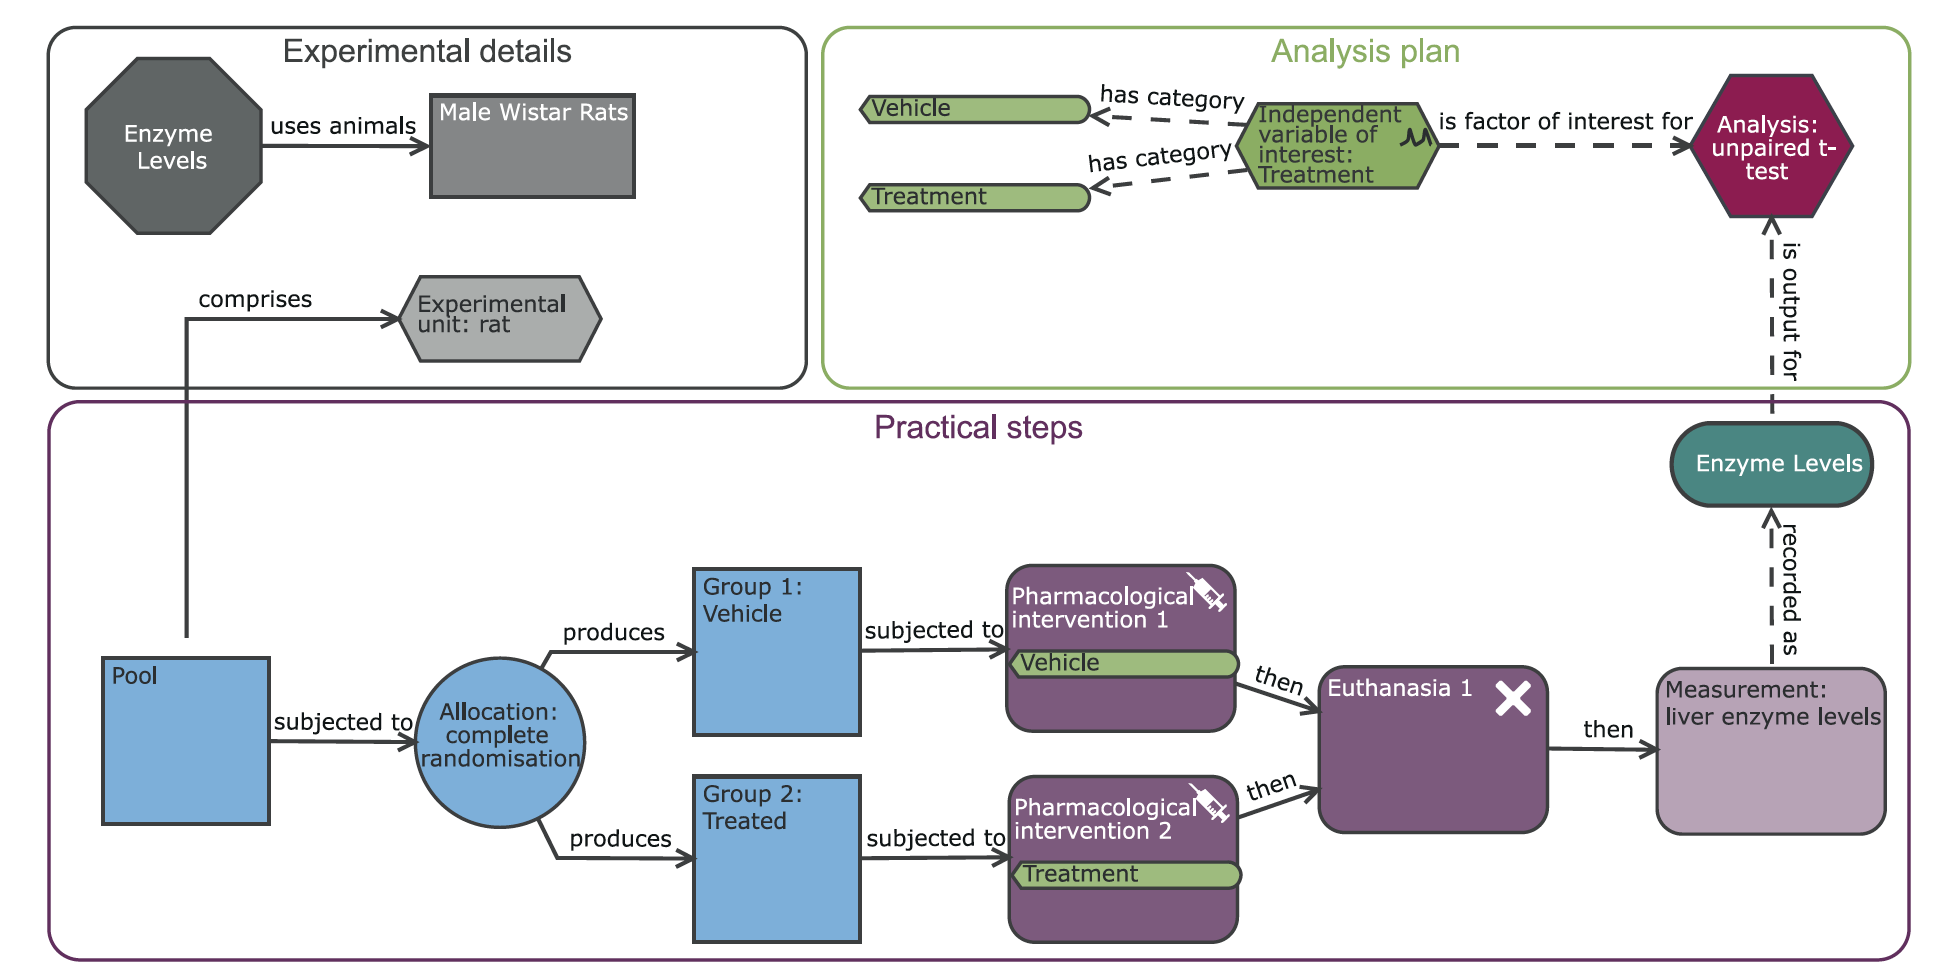 Experimental details
Enzyme
Levels
uses animals
Male Wistar Rats
comprises
Experimental
unit: rat
Analysis plan
Vehicle
has category
Treatment
has category
Independent
variable of
interest:
Treatment
is factor of interest for
Analysis:
unpaired t-
test
is output for
Practical steps
Enzyme Levels
recorded as
Pool
subjected to
Allocation:
complete
randomisation
produces
Group 1:
Vehicle
subjected to
Pharmacological
intervention 1
Vehicle
then
produces
Group 2:
Treated
subjected to
Pharmacological
intervention 2
Treatment
then
Euthanasia 1
then
Measurement:
liver enzyme levels